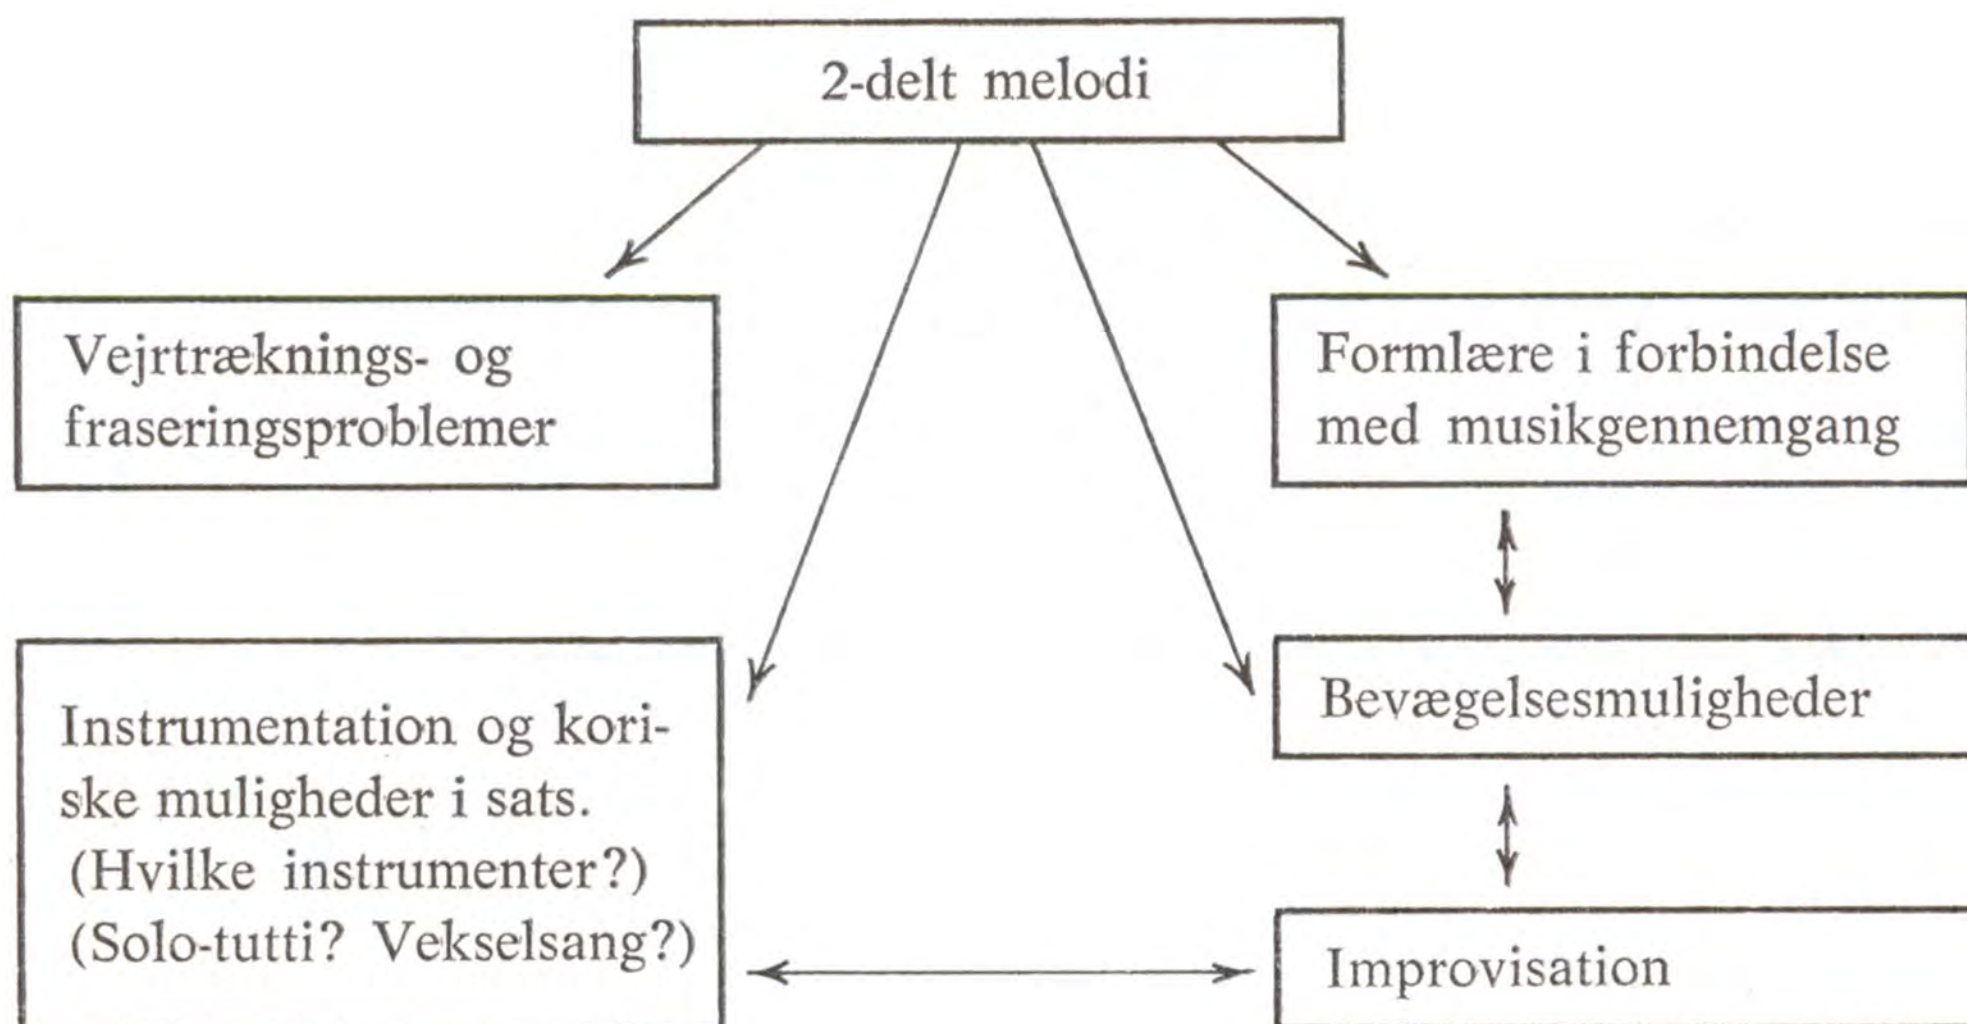 2-delt melodi
Vejrtræknings- og
fraseringsproblemer
Formlære i forbindelse
med musikgennemgang
Instrumentation og kori-
ske muligheder i sats.
(Hvilke instrumenter?)
(Solo-tutti? Vekselsang?)
Bevægelsesmuligheder
Improvisation